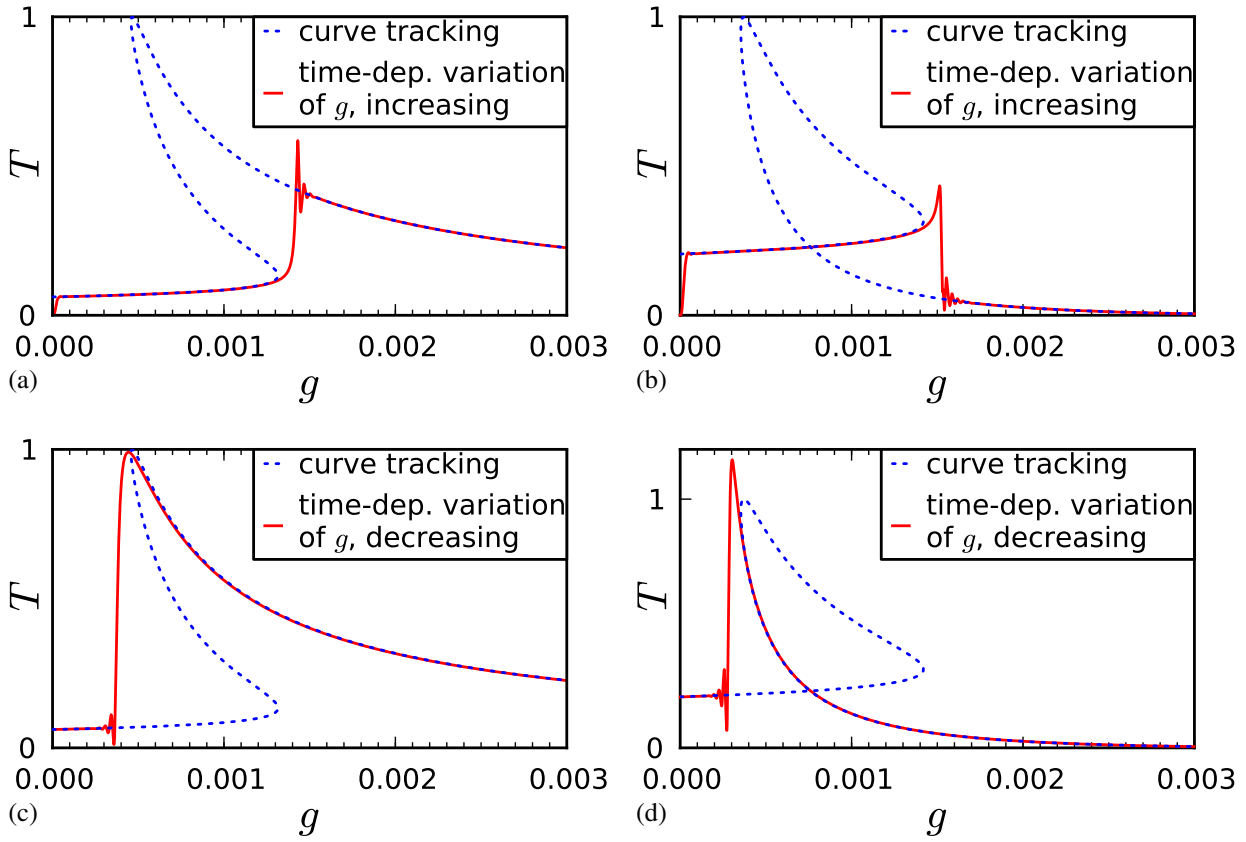 1
curve tracking
time-dep. variation
of g, increasing
T
0
0.000 0.001 0.002 0.003
(a)
g
1
curve tracking
time-dep. variation
of g, increasing
T
0
0.000 0.001 0.002 0.003
(b)
g
1
curve tracking
time-dep. variation
of g, decreasing
T
0
0.000 0.001 0.002 0.003
(c)
g
curve tracking
1
time-dep. variation
of g, decreasing
T
0
0.000 0.001 0.002 0.003
(d)
g